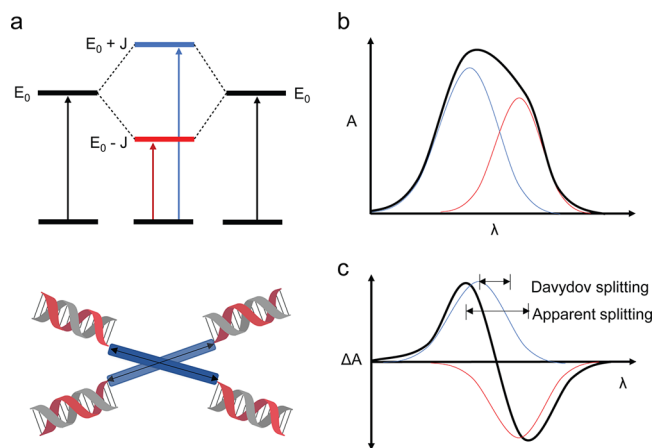 a
E₀ + J
E₀
E₀
E₀ - J
b
A
λ
c
Davydov splitting
Apparent splitting
ΔA
λ